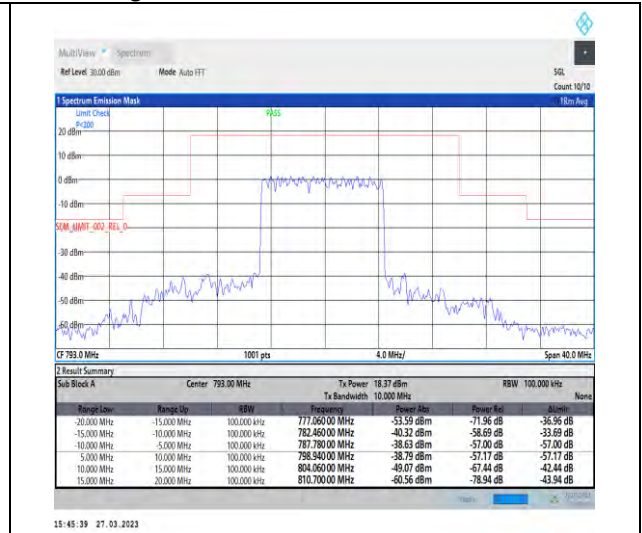 MultiView Spectrum
Ref Level 30.00 dBm Mode Auto FFT SGL
Count 10/10
1 Spectrum Emission Mask 1Rm Avg
Limit Check PASS
P<200
20 dBm
10 dBm
0 dBm
-10 dBm
-30 dBm
-40 dBm
-50 dBm
-60 dBm
CF 793.0 MHz 1001 pts 4.0 MHz/ Span 40.0 MHz
2 Result Summary
Sub Block A Center 793.00 MHz Tx Power 18.37 dBm RBW 100.000 kHz
Tx Bandwidth 10.000 MHz None
Range Low Range Up RBW Frequency Power Abs Power Rel ΔLimit
-20.000 MHz -15.000 MHz 100.000 kHz 777.06000 MHz -53.59 dBm -71.96 dB -36.96 dB
-15.000 MHz -10.000 MHz 100.000 kHz 782.46000 MHz -40.32 dBm -58.69 dB -33.69 dB
-10.000 MHz -5.000 MHz 100.000 kHz 787.78000 MHz -38.63 dBm -57.00 dB -57.00 dB
5.000 MHz 10.000 MHz 100.000 kHz 798.94000 MHz -38.79 dBm -57.17 dB -57.17 dB
10.000 MHz 15.000 MHz 100.000 kHz 804.06000 MHz -49.07 dBm -67.44 dB -42.44 dB
15.000 MHz 20.000 MHz 100.000 kHz 810.70000 MHz -60.56 dBm -78.94 dB -43.94 dB
15:45:39 27.03.2023